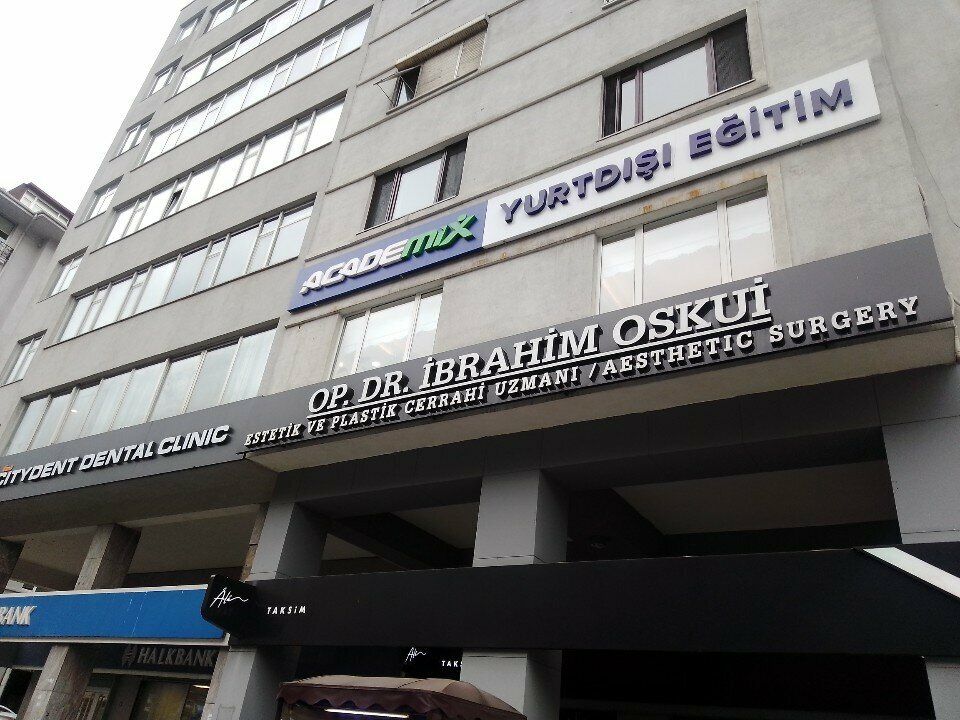 ACADEMIX YURTDIŞI EĞİTİM
OP. DR. İBRAHİM OSKUİ
ESTETİK VE PLASTİK CERRAHİ UZMANI / AESTHETIC SURGERY
CITYDENT DENTAL CLINIC
BANK
HALKBANK
TAKSİM
TAKSİM